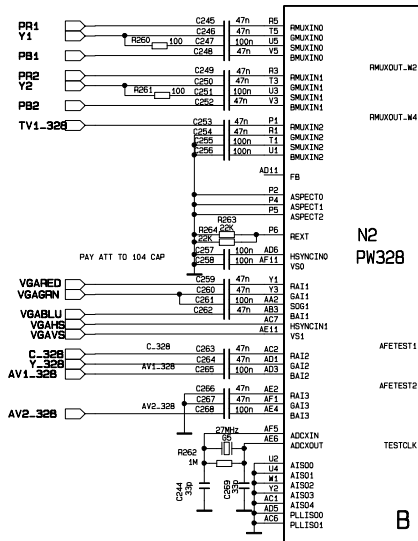 PR1 C245 47n R5 RMUXIN0
Y1 C246 47n T5 GMUXIN0
R260 100 C247 100n U5 SMUXIN0
PB1 C248 47n V5 BMUXIN0
RMUXOUT_W2
PR2 C249 47n R3 RMUXIN1
Y2 C250 47n T3 GMUXIN1
R261 100 C251 100n U3 SMUXIN1
PB2 C252 47n V3 BMUXIN1
RMUXOUT_W4
TV1_328 C253 47n P1 RMUXIN2
C254 47n R1 GMUXIN2
C255 100n T1 SMUXIN2
C256 100n U1 BMUXIN2
AD11 FB
P2 ASPECT0
P4 ASPECT1
P5 ASPECT2
R263
R264 22K P6 REXT
22K
N2
PW328
PAY ATT TO 104 CAP
C257 100n AD6 HSYNCIN0
C258 100n AF11 VS0
VGARED C259 47n Y1 RAI1
VGAGRN C260 47n Y3 GAI1
C261 100n AA2 SOG1
VGABLU C262 47n AB3 BAI1
VGAHS AC7 HSYNCIN1
VGAVS AE11 VS1
AFETEST1
C_328 C_328 C263 47n AC2 RAI2
Y_328 C264 47n AD1 GAI2
AV1_328 AV1_328 C265 100n AD3 BAI2
AFETEST2
C266 47n AE2 RAI3
C267 47n AF1 GAI3
AV2_328 AV2_328 C268 100n AE4 BAI3
27MHz AF5 ADCXIN
G5 AE6 ADCXOUT TESTCLK
R262
1M
U2 AIS00
U4 AIS01
W1 AIS02
Y2 AIS03
AC1 AIS04
AD5 PLLIS00
AC6 PLLIS01
C244 33p
C269 33p
B